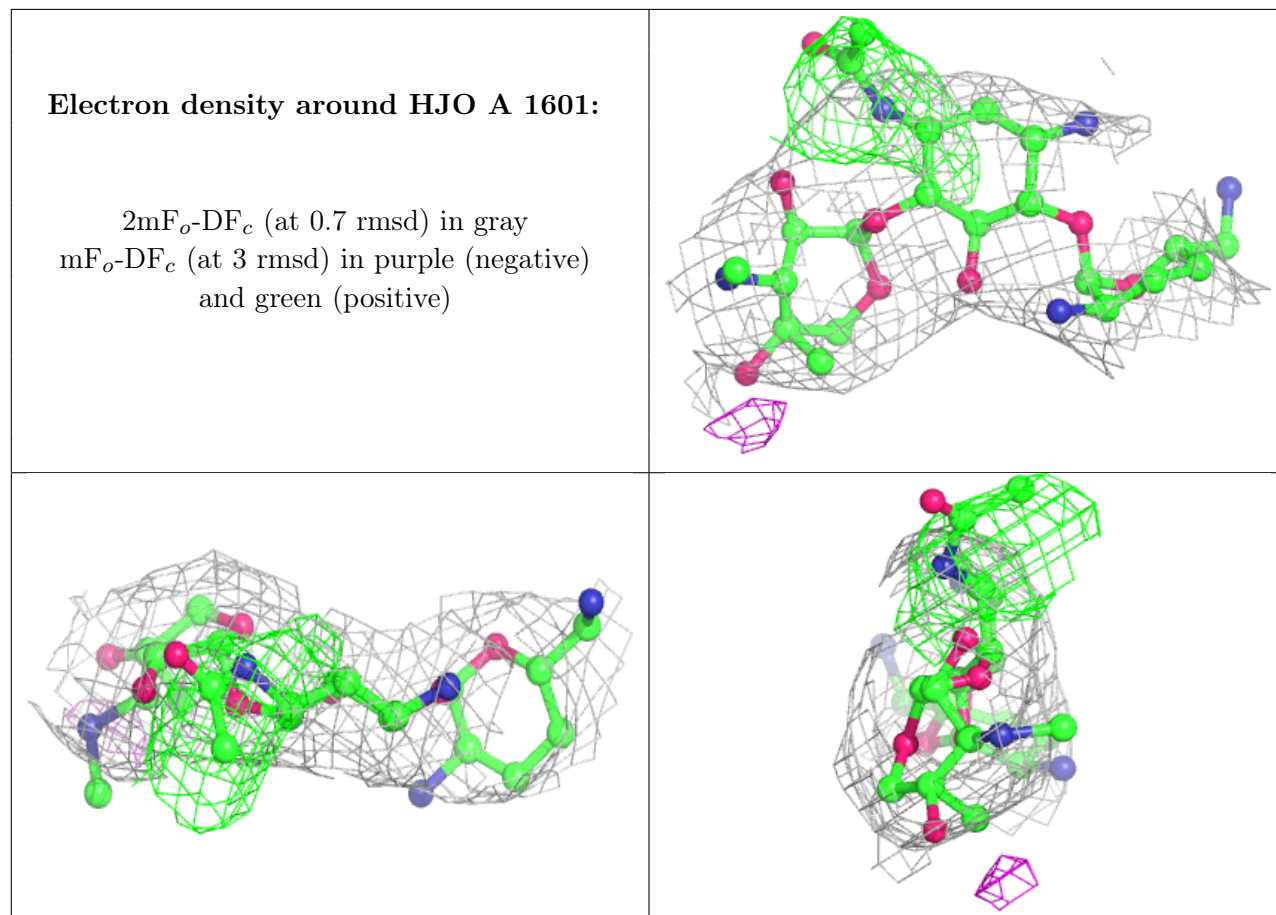 Electron density around HJO A 1601:
2mFo-DFc (at 0.7 rmsd) in gray
mFo-DFc (at 3 rmsd) in purple (negative)
and green (positive)